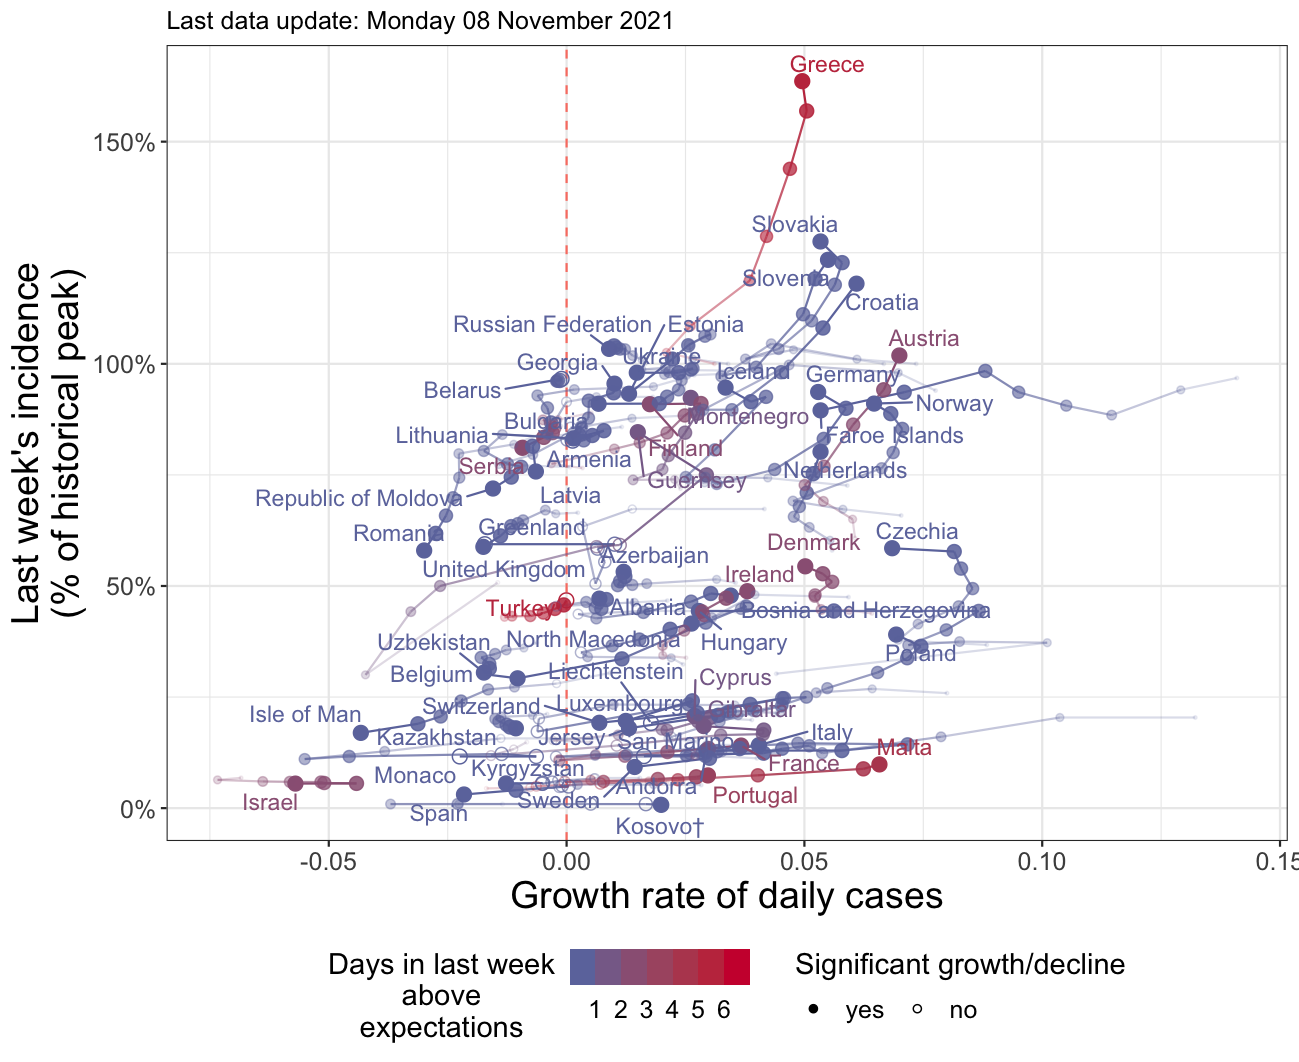 Last data update: Monday 08 November 2021
Last week's incidence
(% of historical peak)
150%
100%
50%
0%
Greece
Slovakia
Slovenia
Croatia
Russian Federation
Estonia
Austria
Georgia
Ukraine
Iceland
Germany
Belarus
Norway
Bulgaria
Montenegro
Lithuania
Faroe Islands
Finland
Armenia
Serbia
Guernsey
Netherlands
Republic of Moldova
Latvia
Romania
Greenland
Czechia
Denmark
United Kingdom
Azerbaijan
Ireland
Turkey
Albania
Bosnia and Herzegovina
Uzbekistan
North Macedonia
Hungary
Poland
Belgium
Liechtenstein
Cyprus
Isle of Man
Switzerland
Luxembourg
Gibraltar
Kazakhstan
Jersey
San Marino
Italy
Malta
Monaco
Kyrgyzstan
France
Israel
Andorra
Portugal
Spain
Sweden
Kosovo†
-0.05
0.00
0.05
0.10
0.15
Growth rate of daily cases
Days in last week
above
expectations
1 2 3 4 5 6
Significant growth/decline
yes
no